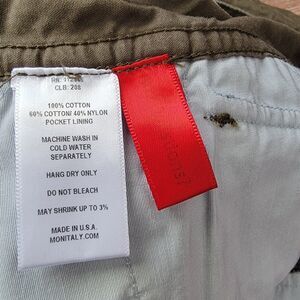 CLB: 208
100% COTTON
60% COTTON/ 40% NYLON
POCKET LINING
MACHINE WASH IN
COLD WATER
SEPARATELY
HANG DRY ONLY
DO NOT BLEACH
MAY SHRINK UP TO 3%
MADE IN U.S.A.
MONITALY.COM